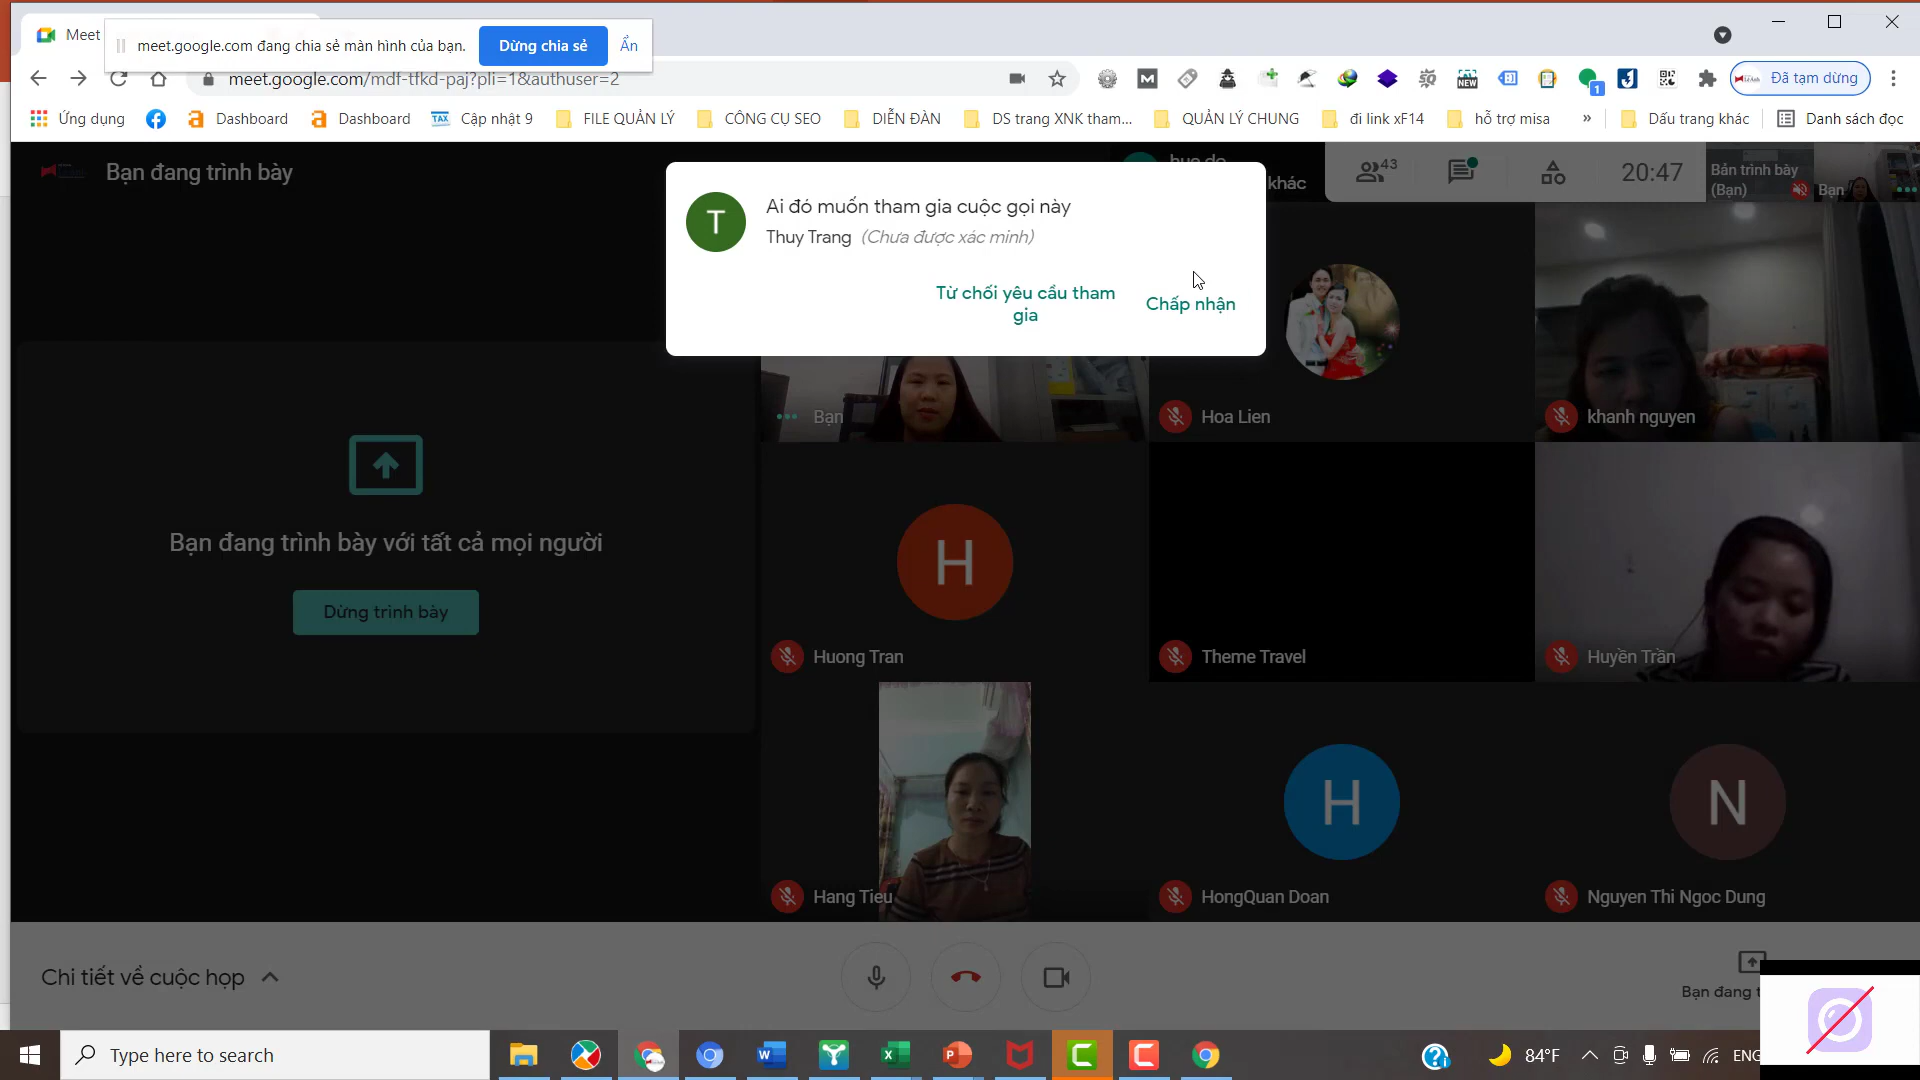 Meet
meet.google.com đang chia sẻ màn hình của bạn.
Dừng chia sẻ
Ẩn
meet.google.com/mdf-tfkd-paj?pli=1&authuser=2
Đã tạm dừng
Ứng dụng
Dashboard
Dashboard
TAX
Cập nhật 9
FILE QUẢN LÝ
CÔNG CỤ SEO
DIỄN ĐÀN
DS trang XNK tham...
QUẢN LÝ CHUNG
đi link xF14
hỗ trợ misa
»
Dấu trang khác
Danh sách đọc
Bạn đang trình bày
khác
43
20:47
Bản trình bày
(Bạn)
Bạn
T
Ai đó muốn tham gia cuộc gọi này
Thuy Trang (Chưa được xác minh)
Từ chối yêu cầu tham
gia
Chấp nhận
Bạn
Hoa Lien
khanh nguyen
Bạn đang trình bày với tất cả mọi người
Dừng trình bày
H
Huong Tran
Theme Travel
Huyền Trần
Hang Tieu
H
HongQuan Doan
N
Nguyen Thi Ngoc Dung
Chi tiết về cuộc họp
Bạn đang
Type here to search
84°F
ENG